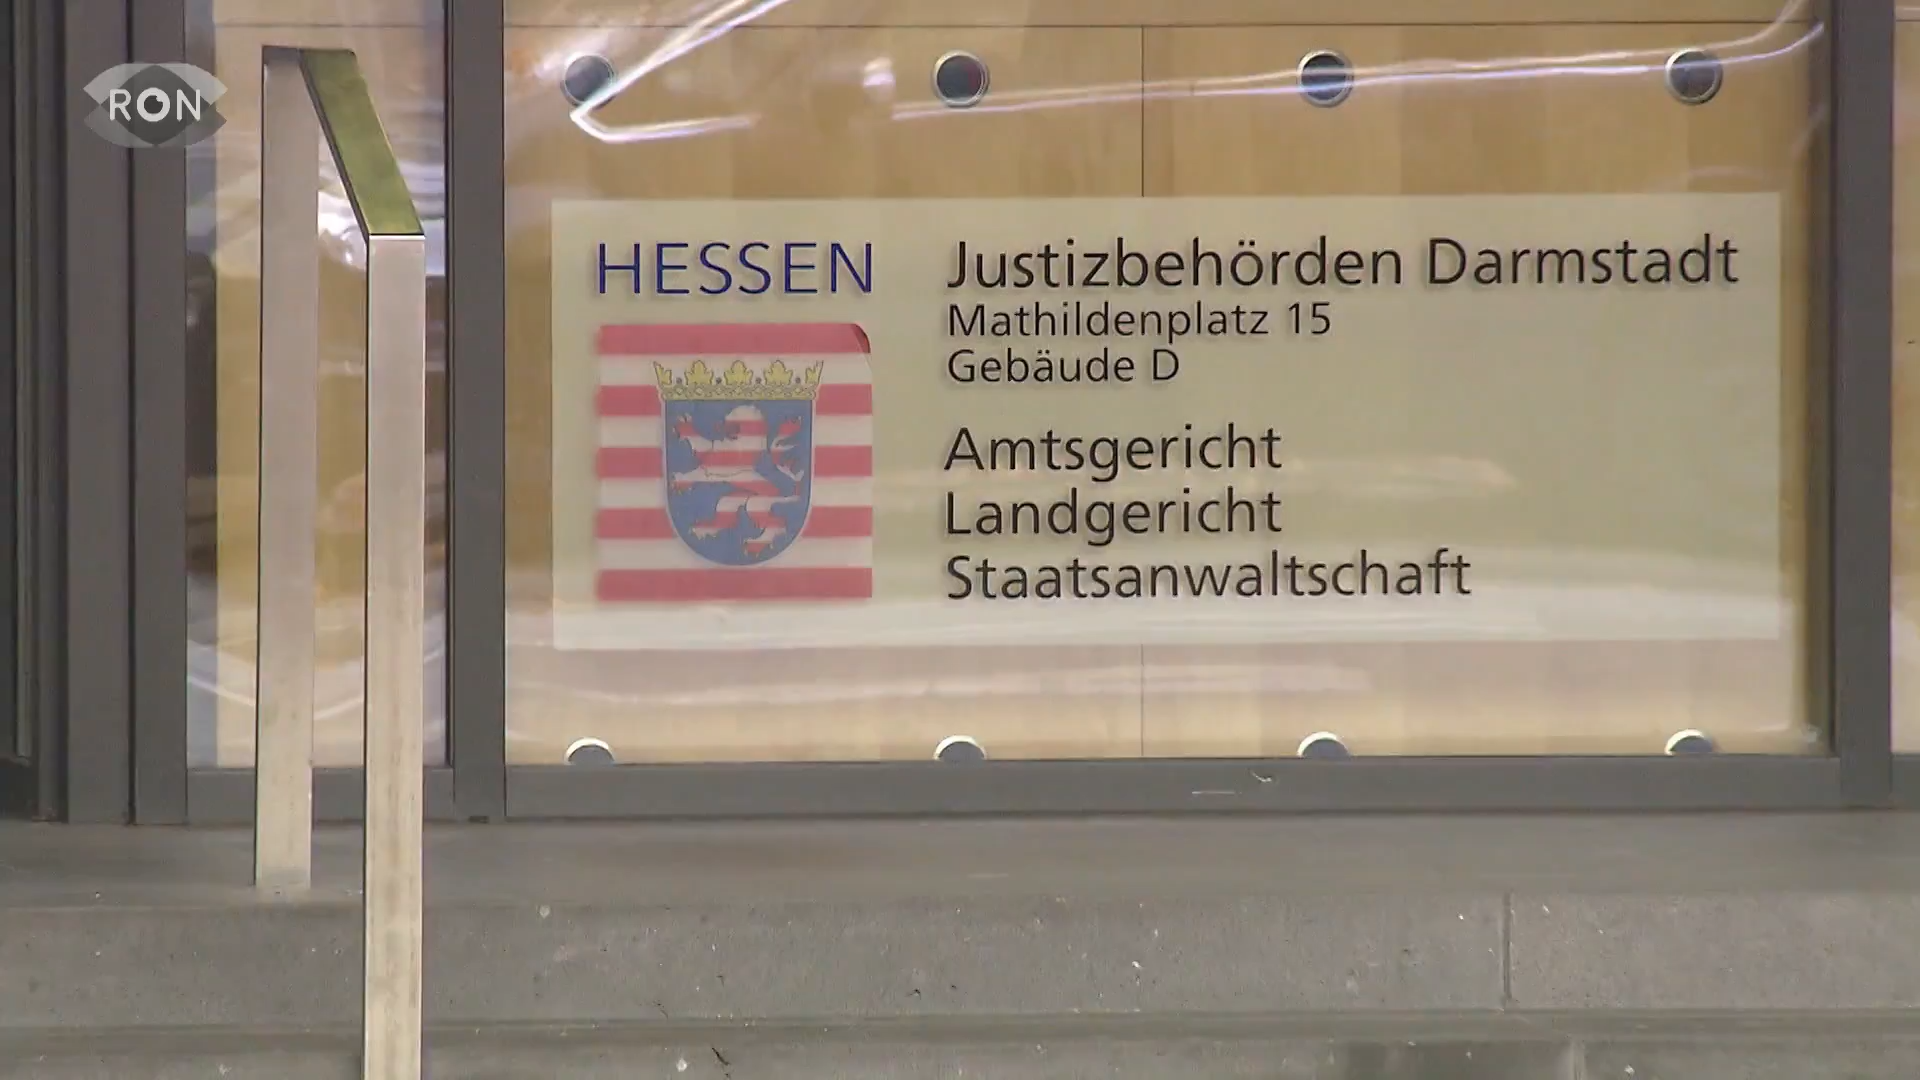 RON
HESSEN
Justizbehörden Darmstadt
Mathildenplatz 15
Gebäude D
Amtsgericht
Landgericht
Staatsanwaltschaft